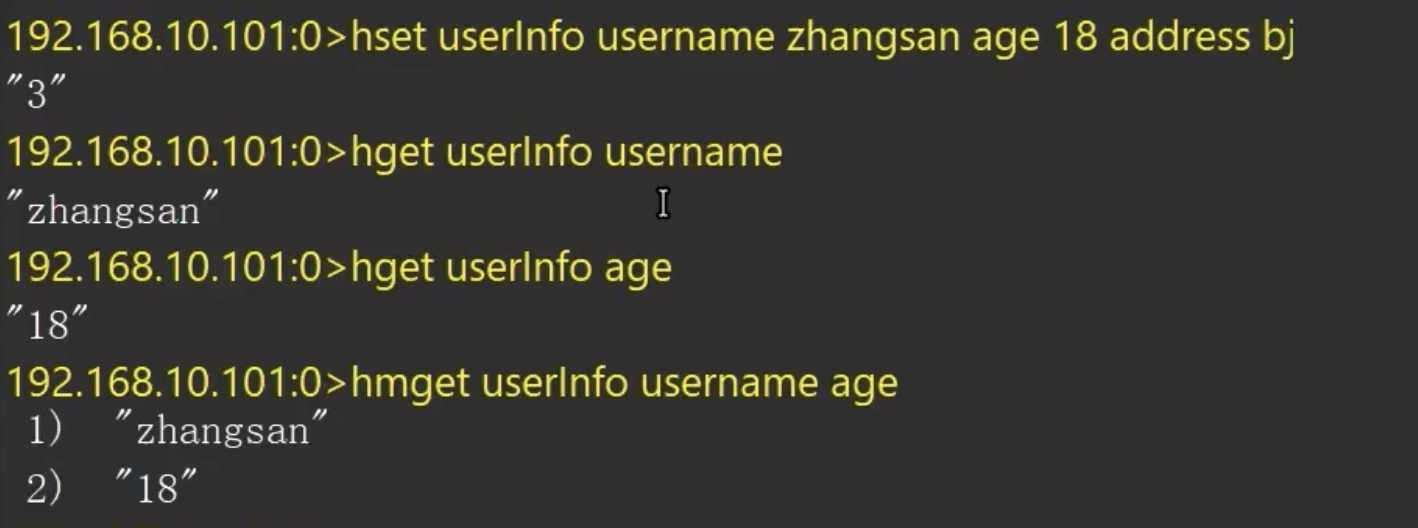 192.168.10.101:0>hset userInfo username zhangsan age 18 address bj
"3"
192.168.10.101:0>hget userInfo username
"zhangsan"
192.168.10.101:0>hget userInfo age
"18"
192.168.10.101:0>hmget userInfo username age
1) "zhangsan"
2) "18"